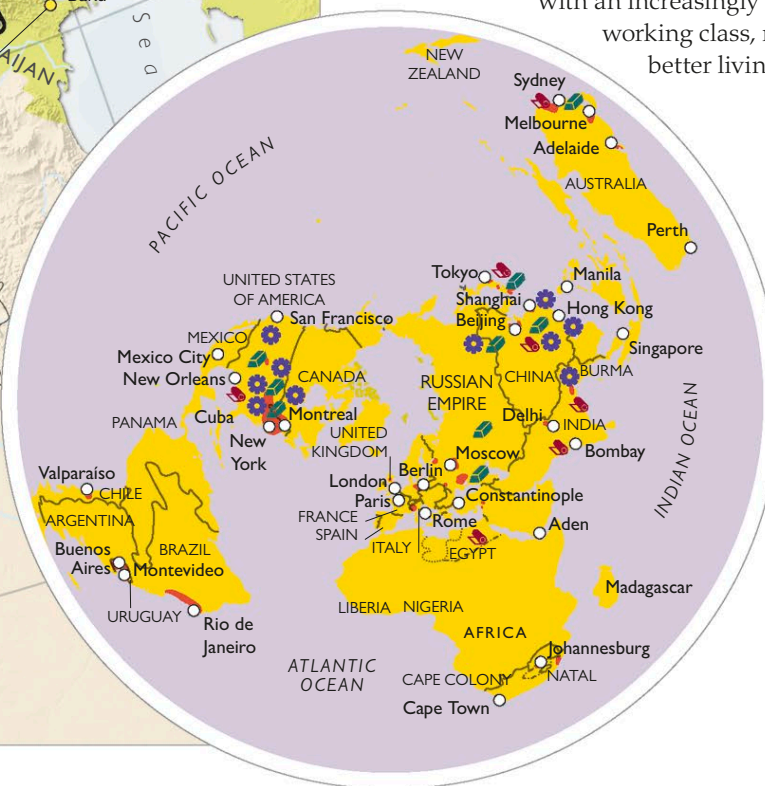 Baku
Sea
AIJAN
with an increasingly
working class,
better livin
NEW
ZEALAND
Sydney
Melbourne
Adelaide
AUSTRALIA
Perth
PACIFIC OCEAN
Tokyo
Manila
Shanghai
Hong Kong
Beijing
Singapore
UNITED STATES
OF AMERICA
San Francisco
MEXICO
Mexico City
New Orleans
CANADA
RUSSIAN
EMPIRE
CHINA
BURMA
PANAMA
Cuba
Montreal
New
York
UNITED
KINGDOM
Delhi
INDIA
Bombay
INDIAN OCEAN
Moscow
Berlin
London
Paris
Constantinople
FRANCE
SPAIN
Rome
ITALY
EGYPT
Aden
Valparaíso
CHILE
ARGENTINA
BRAZIL
Buenos
Aires
Montevideo
URUGUAY
Rio de
Janeiro
Madagascar
LIBERIA
NIGERIA
AFRICA
ATLANTIC
OCEAN
Johannesburg
CAPE COLONY
NATAL
Cape Town